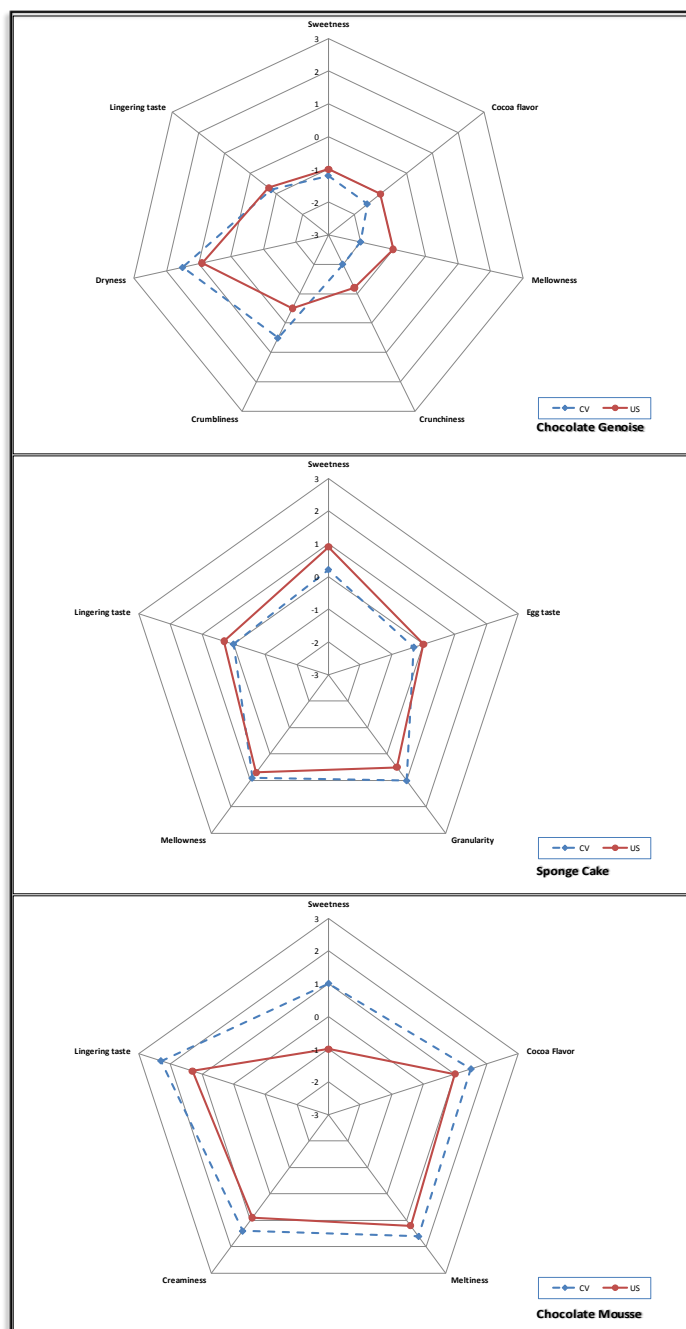 Sweetness
3
2
1
0
-1
-2
-3
Lingering taste
Cocoa flavor
Dryness
Mellowness
Crumbliness
Crunchiness
CV US
Chocolate Genoise
Sweetness
3
2
1
0
-1
-2
-3
Lingering taste
Egg taste
Mellowness
Granularity
CV US
Sponge Cake
Sweetness
3
2
1
0
-1
-2
-3
Lingering taste
Cocoa Flavor
Creaminess
Meltiness
CV US
Chocolate Mousse